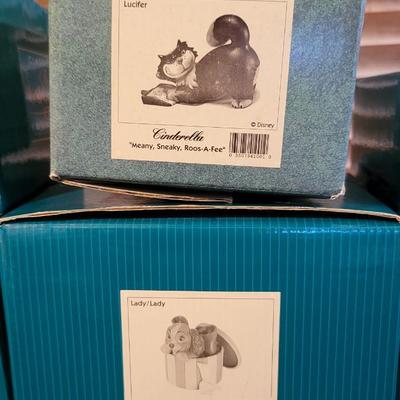 Lucifer
© Disney
Cinderella
"Meany, Sneaky, Roos-A-Fee"
Lady/Lady